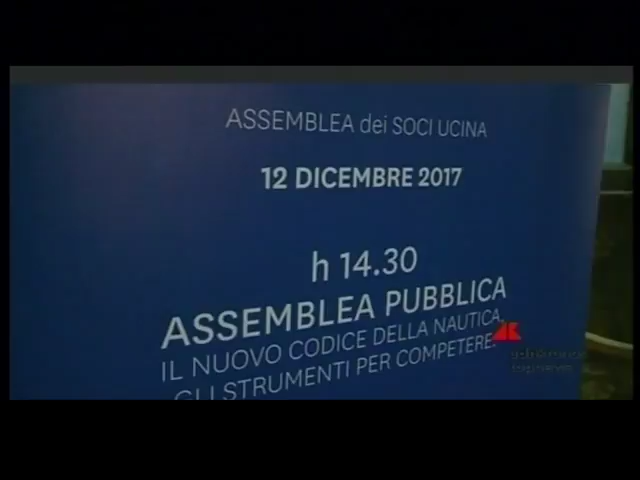 ASSEMBLEA dei SOCI UCINA
12 DICEMBRE 2017
h 14.30
ASSEMBLEA PUBBLICA
IL NUOVO CODICE DELLA NAUTICA.
GLI STRUMENTI PER COMPETERE.